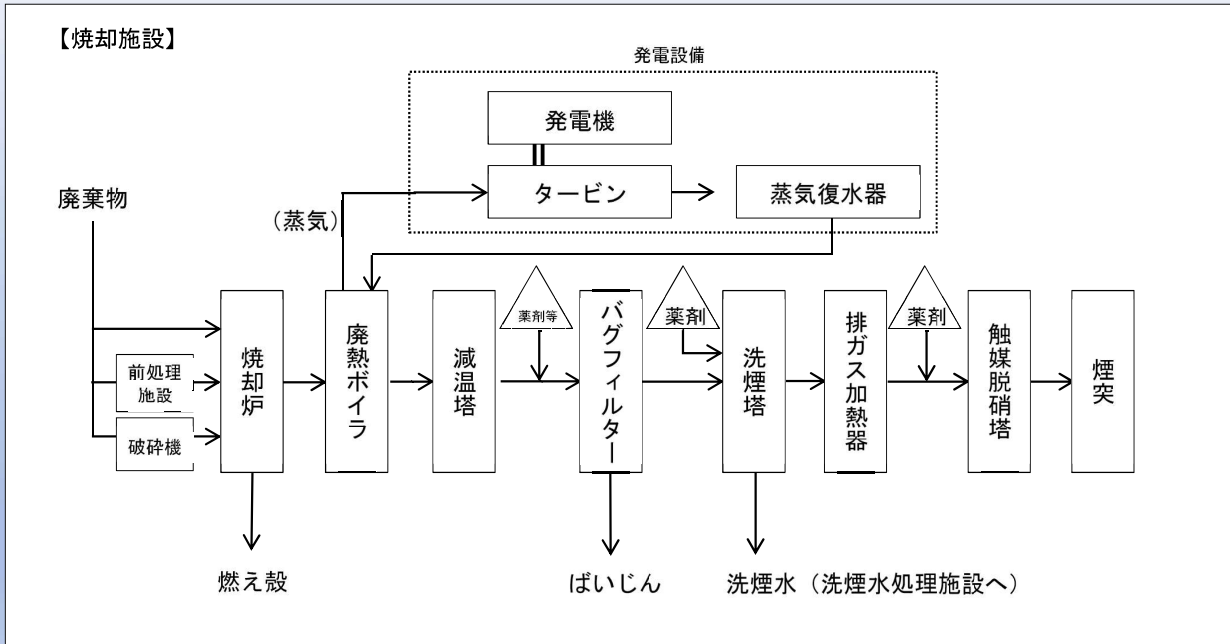 【焼却施設】
発電設備
発電機
廃棄物
タービン
蒸気復水器
（蒸気）
薬剤等
薬剤
薬剤
前処理
施設
破砕機
焼却炉
廃熱ボイラ
減温塔
バグフィルター
洗煙塔
排ガス加熱器
触媒脱硝塔
煙突
燃え殻
ばいじん
洗煙水（洗煙水処理施設へ）